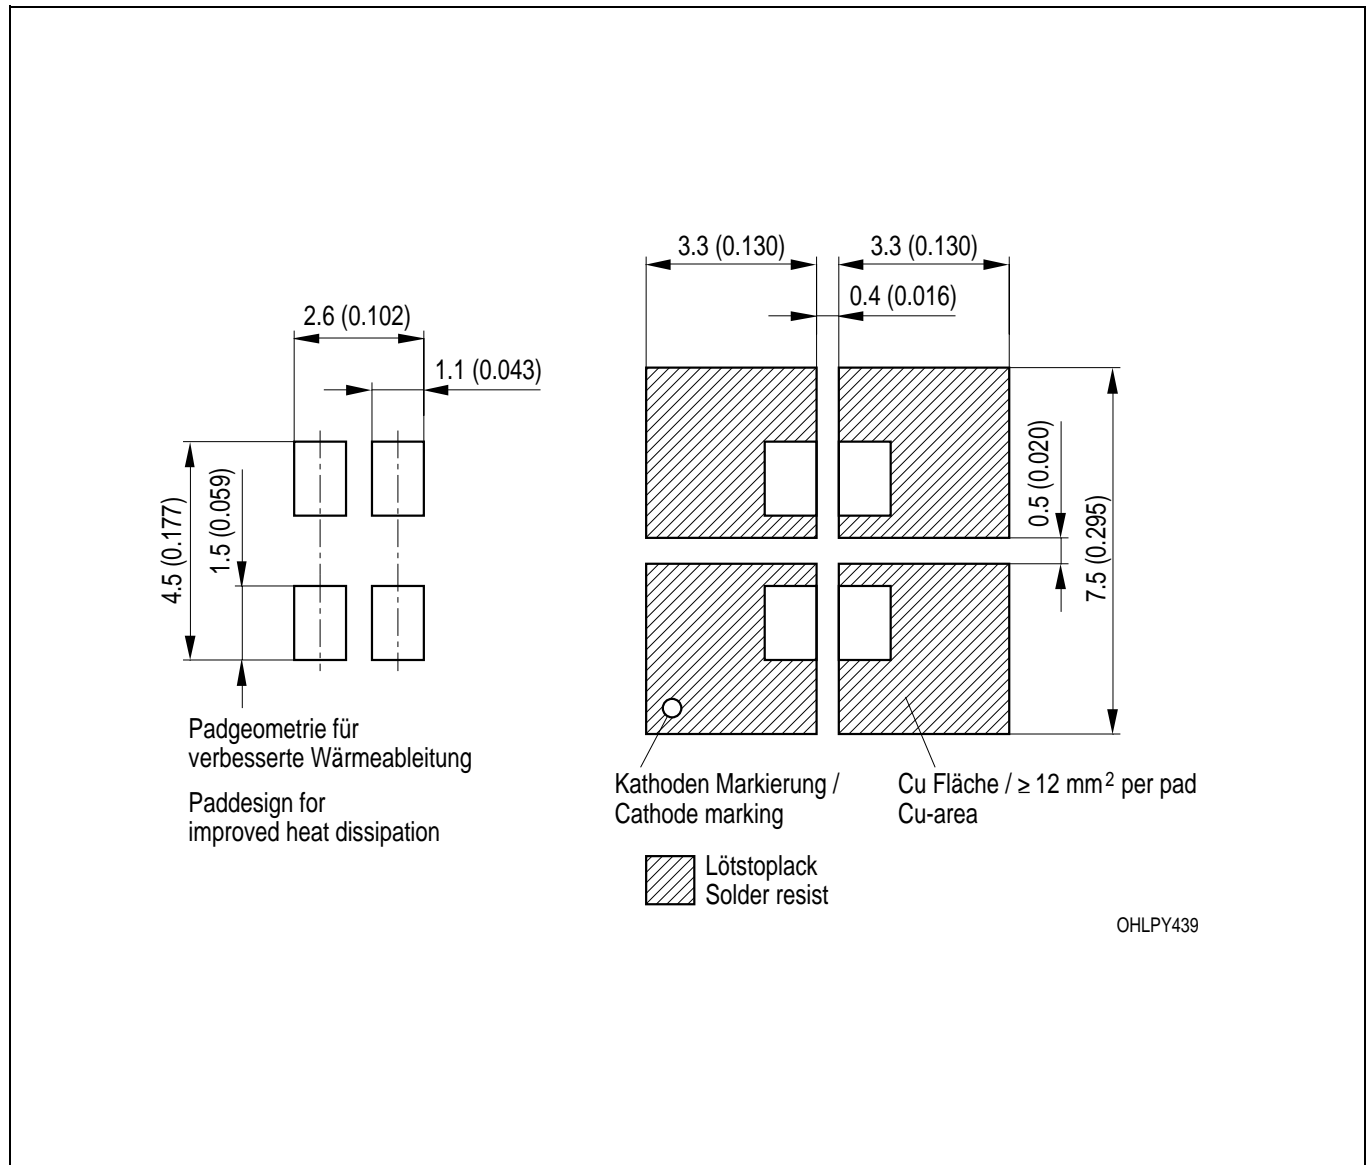 3.3 (0.130)
3.3 (0.130)
0.4 (0.016)
2.6 (0.102)
1.1 (0.043)
4.5 (0.177)
1.5 (0.059)
0.5 (0.020)
7.5 (0.295)
Padgeometrie für
verbesserte Wärmeableitung
Paddesign for
improved heat dissipation
Kathoden Markierung /
Cathode marking
Cu Fläche / ≥ 12 mm² per pad
Cu-area
Lötstoplack
Solder resist
OHLPY439